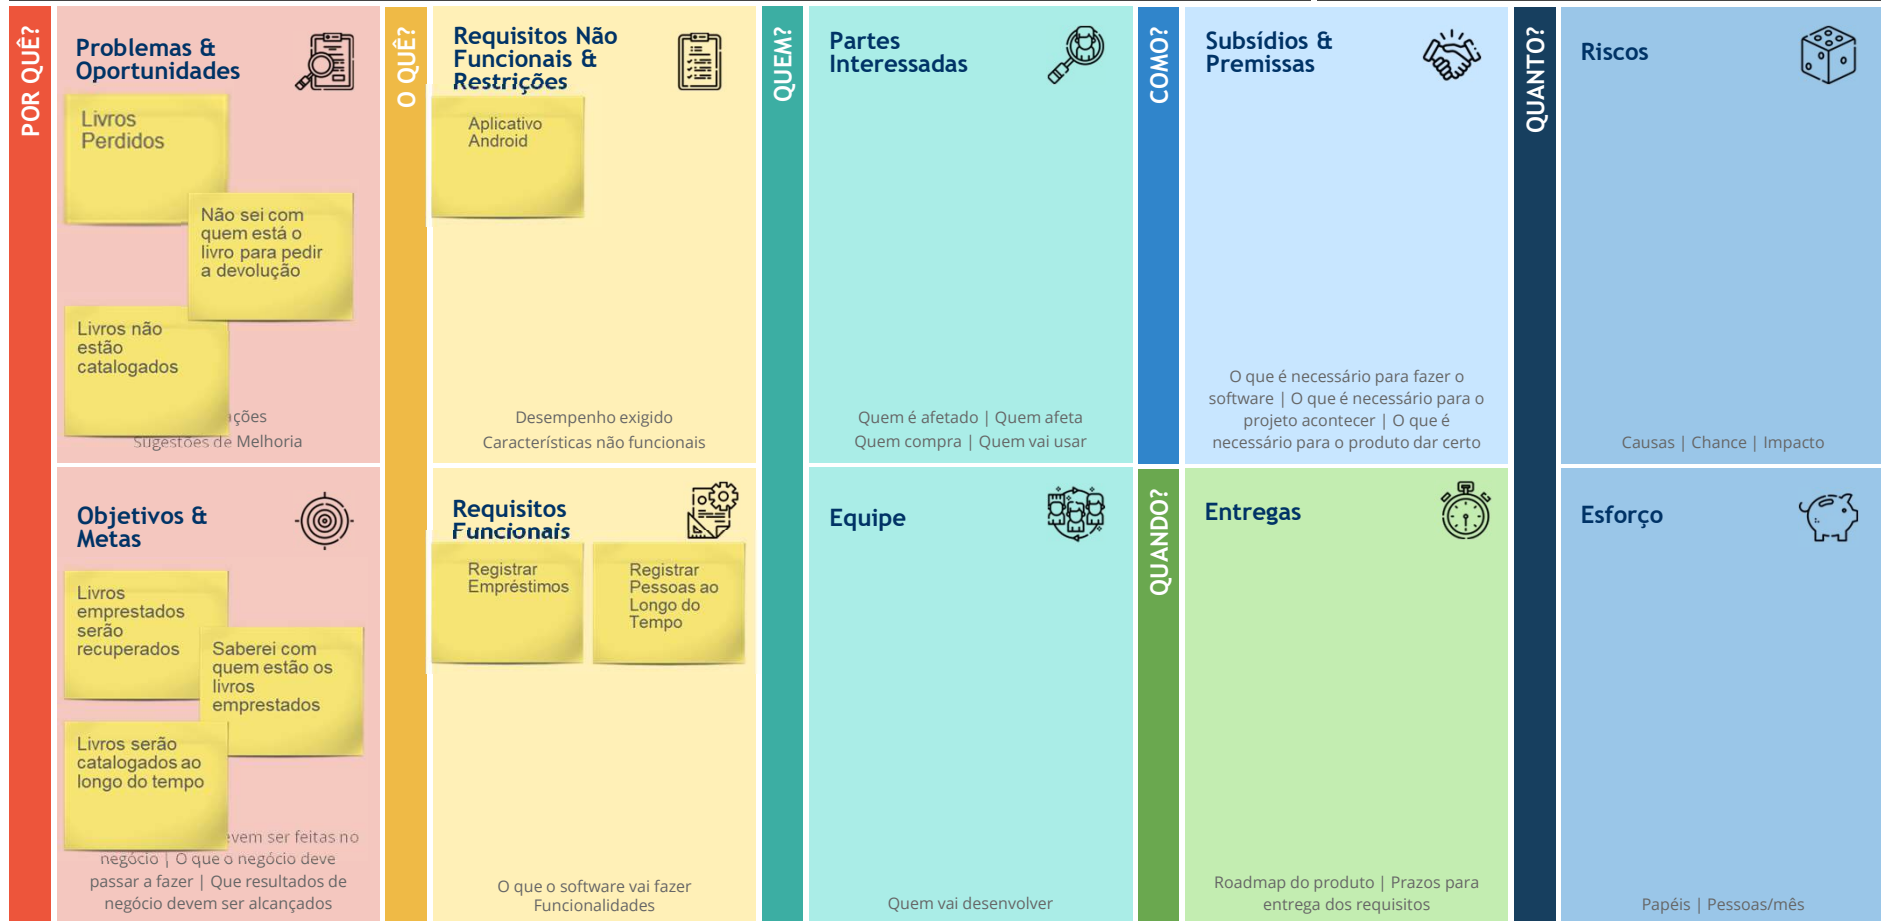 POR QUÊ?
Problemas &
Oportunidades
Livros
Perdidos
Não sei com
quem está o
livro para pedir
a devolução
Livros não
estão
catalogados
ções
Sugestões de Melhoria
Objetivos &
Metas
Livros
emprestados
serão
recuperados
Saberei com
quem estão os
livros
emprestados
Livros serão
catalogados ao
longo do tempo
evem ser feitas no
negócio | O que o negócio deve
passar a fazer | Que resultados de
negócio devem ser alcançados
O QUÊ?
Requisitos Não
Funcionais &
Restrições
Aplicativo
Android
Desempenho exigido
Características não funcionais
Requisitos
Funcionais
Registrar
Empréstimos
Registrar
Pessoas ao
Longo do
Tempo
O que o software vai fazer
Funcionalidades
QUEM?
Partes
Interessadas
Quem é afetado | Quem afeta
Quem compra | Quem vai usar
Equipe
Quem vai desenvolver
COMO?
Subsídios &
Premissas
O que é necessário para fazer o
software | O que é necessário para o
projeto acontecer | O que é
necessário para o produto dar certo
QUANDO?
Entregas
Roadmap do produto | Prazos para
entrega dos requisitos
QUANTO?
Riscos
Causas | Chance | Impacto
Esforço
Papéis | Pessoas/mês